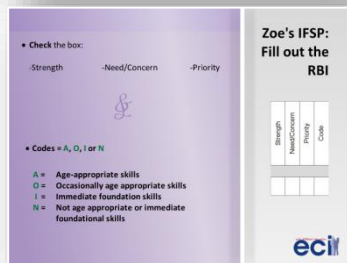 • Check the box:
-Strength -Need/Concern -Priority
&
• Codes = A, O, I or N
A = Age-appropriate skills
O = Occasionally age appropriate skills
I = Immediate foundation skills
N = Not age appropriate or immediate
foundational skills
Zoe's IFSP:
Fill out the
RBI
Strength
Need/Concern
Priority
Code
eci